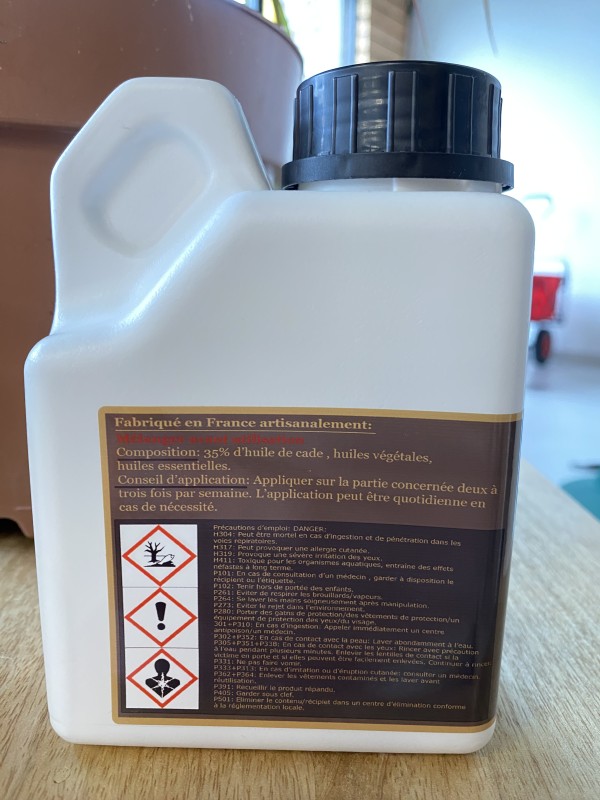 Fabriqué en France artisanalement:
Mélanger avant utilisation
Composition: 35% d'huile de cade , huiles végétales,
huiles essentielles.
Conseil d'application: Appliquer sur la partie concernée deux à
trois fois par semaine. L'application peut être quotidienne en
cas de nécessité.
Précautions d'emploi: DANGER:
H304: Peut être mortel en cas d'ingestion et de pénétration dans les
voies repiratoires.
H317: Peut provoquer une allergie cutanée.
H319: Provoque une sévère irritation des yeux.
H411: Toxique pour les organismes aquatiques, entraine des effets
néfastes à long terme.
P101: En cas de consultation d'un médecin , garder à disposition le
récipient ou l'étiquette.
P102: Tenir hors de portée des enfants.
P261: Eviter de respirer les brouillards/vapeurs.
P264: Se laver les mains soigneusement après manipulation.
P273: Eviter le rejet dans l'environnement.
P280: Porter des gants de protection/des vêtements de protection/un
équipement de protection des yeux/du visage.
301+P310: En cas d'ingestion: Appeler immédiatement un centre
antipoison/un médecin.
P302+P352: En cas de contact avec la peau: Laver abondamment à l'eau.
P305+P351+P338: En cas de contact avec les yeux: Rincer avec précaution
à l'eau pendant plusieurs minutes. Enlever les lentilles de contact si la
victime en porte et si elles peuvent être facilement enlevées. Continuer à rincer.
P331: Ne pas faire vomir.
P333+P313: En cas d'irritation ou d'éruption cutanée: consulter un médecin.
P362+P364: Enlever les vêtements contaminés et les laver avant
réutilisation.
P391: Recueillir le produit répandu.
P405: Garder sous clef.
P501: Eliminer le contenu/récipiet dans un centre d'élimination conforme
à la réglementation locale.